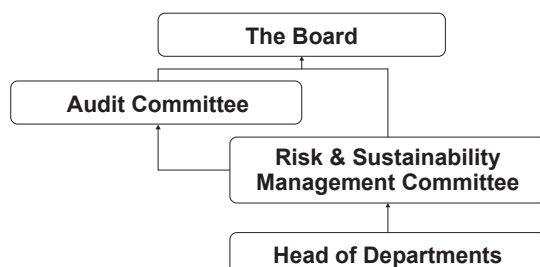 The Board
Audit Committee
Risk & Sustainability
Management Committee
Head of Departments